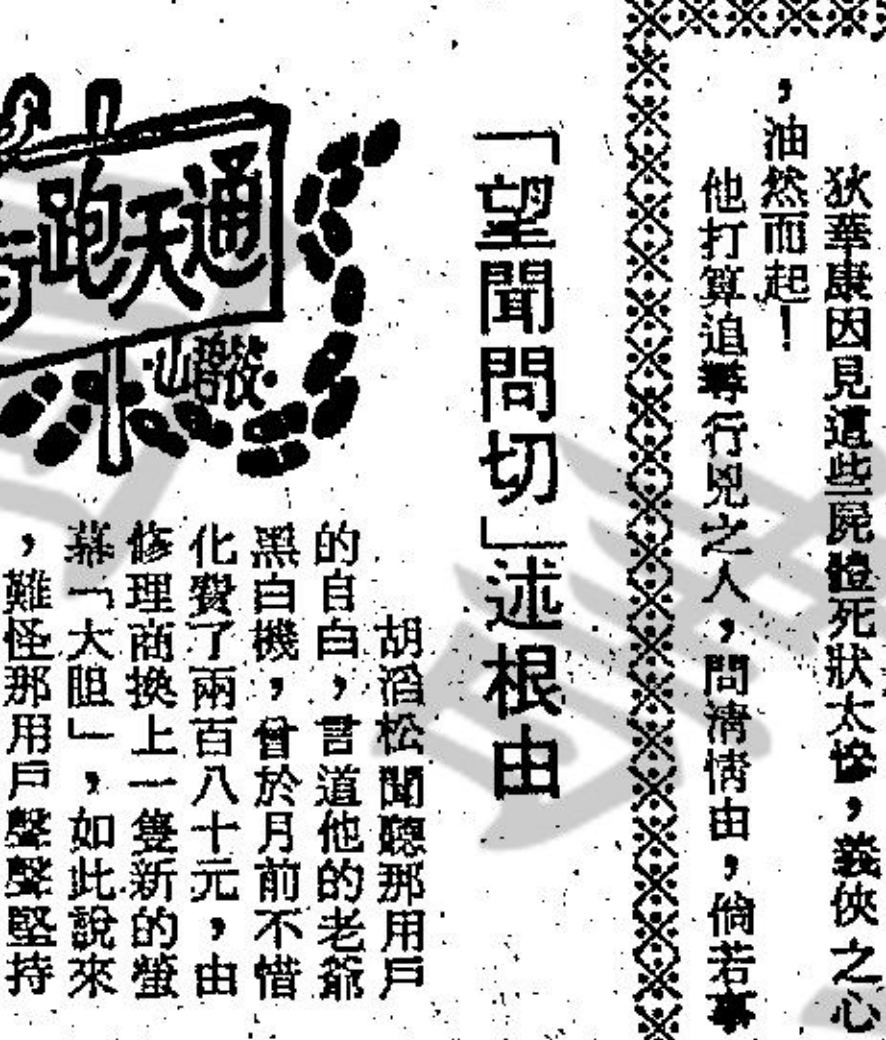 狄華康因見這些屍體死狀太慘，義俠之心
，油然而起！
他打算追尋行兇之人，問淸情由，倘若事
「望聞問切」述根由
通天跑街
胡滔松聞聽那用戶
的自白，言道他的老爺
黑白機，曾於月前不惜
化費了兩百八十元，由
修理商換上一隻新的螢
幕「大胆」，如此說來
，難怪那用戶聲聲堅持